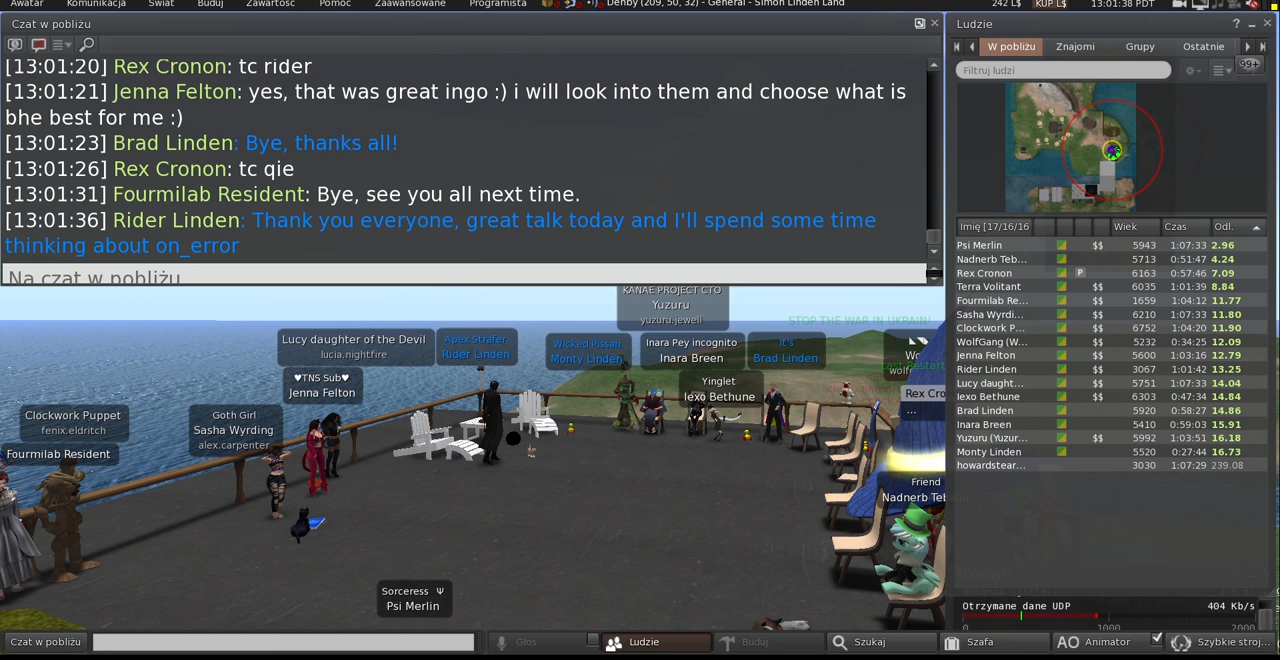 Awatar Komunikacja Świat Buduj Zawartość Pomoc Zaawansowane Programista Denby (209, 50, 32) - General - Simon Linden Land 242 L$ KUP L$ 13:01:38 PDT
Czat w pobliżu
[13:01:20] Rex Cronon: tc rider
[13:01:21] Jenna Felton: yes, that was great ingo :) i will look into them and choose what is
bhe best for me :)
[13:01:23] Brad Linden: Bye, thanks all!
[13:01:26] Rex Cronon: tc qie
[13:01:31] Fourmilab Resident: Bye, see you all next time.
[13:01:36] Rider Linden: Thank you everyone, great talk today and I'll spend some time
thinking about on_error
Na czat w pobliżu
KANAE PROJECT CTO
Yuzuru
yuzuru.jewell
STOP THE WAR IN UKRAIN!
Lucy daughter of the Devil
lucia.nightfire
Apex Strafer
Rider Linden
Wicked Pissah
Monty Linden
Inara Pey incognito
Inara Breen
It's
Brad Linden
♥TNS Sub♥
Jenna Felton
Yinglet
Iexo Bethune
Rex Cro
...
Clockwork Puppet
fenix.eldritch
Goth Girl
Sasha Wyrding
alex.carpenter
Fourmilab Resident
Friend
Nadnerb Teb
Sorceress Ψ
Psi Merlin
Ludzie
W pobliżu Znajomi Grupy Ostatnie
99+
Filtruj ludzi
Imię [17/16/16 Wiek Czas Odl.
Psi Merlin $$ 5943 1:07:33 2.96
Nadnerb Teb... 5713 0:51:47 4.24
Rex Cronon P 6163 0:57:46 7.09
Terra Volitant $$ 6035 1:01:39 8.84
Fourmilab Re... $$ 1659 1:04:12 11.77
Sasha Wyrdi... $$ 6210 1:07:33 11.80
Clockwork P... $$ 6752 1:04:20 11.90
WolfGang (W... $$ 5232 0:34:25 12.09
Jenna Felton $$ 5600 1:03:16 12.79
Rider Linden $$ 3067 1:01:42 13.25
Lucy daught... $$ 5751 1:07:33 14.04
Iexo Bethune $$ 6303 0:47:34 14.84
Brad Linden 5920 0:58:27 14.86
Inara Breen 5410 0:59:03 15.91
Yuzuru (Yuzur... $$ 5992 1:03:51 16.18
Monty Linden 5520 0:27:44 16.73
howardstear... 3030 1:07:29 239.08
Otrzymane dane UDP 404 Kb/s
0 1000 2000
Czat w pobliżu Głos Ludzie Buduj Szukaj Szafa AO Animator Szybkie stroj...